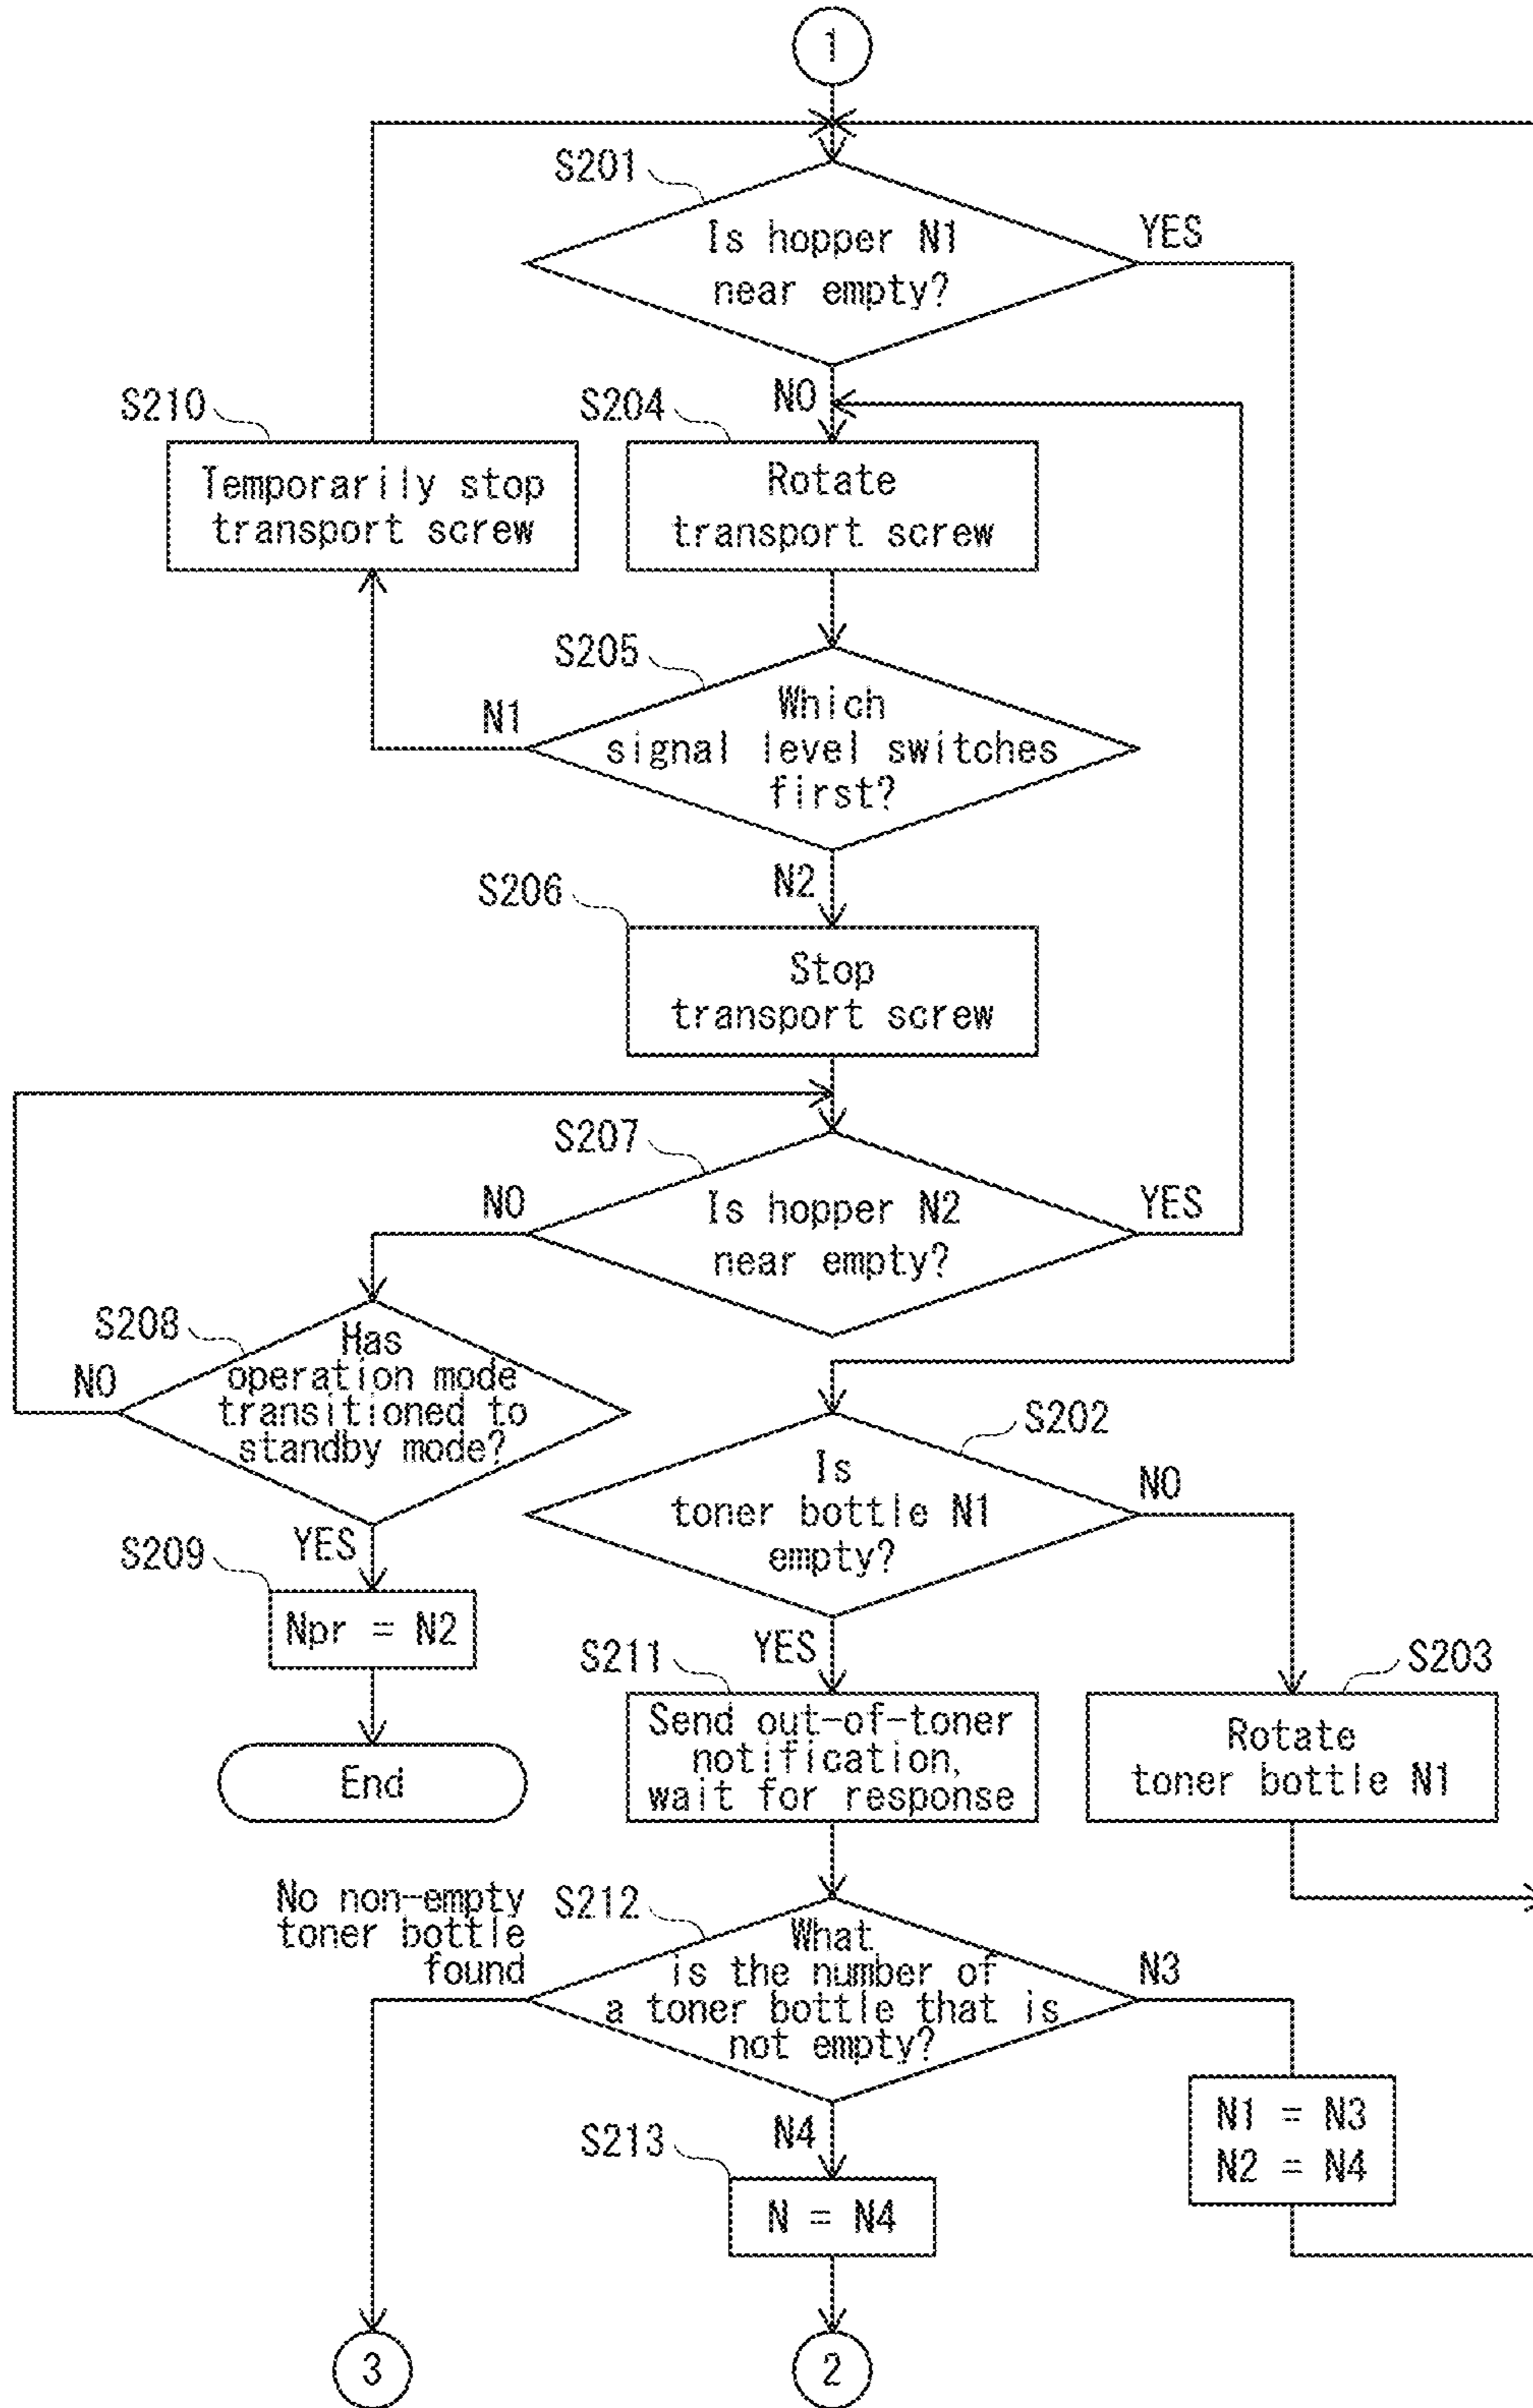 1
S201
Is hopper N1
near empty?
YES
NO
S210
Temporarily stop
transport screw
S204
Rotate
transport screw
S205
Which
signal level switches
first?
N1
N2
S206
Stop
transport screw
S207
Is hopper N2
near empty?
NO
YES
S208
Has
operation mode
transitioned to
standby mode?
NO
YES
S202
Is
toner bottle N1
empty?
NO
YES
S209
Npr = N2
End
S211
Send out-of-toner
notification,
wait for response
S203
Rotate
toner bottle N1
No non-empty
toner bottle
found
S212
What
is the number of
a toner bottle that is
not empty?
N3
N4
N1 = N3
N2 = N4
S213
N = N4
3
2